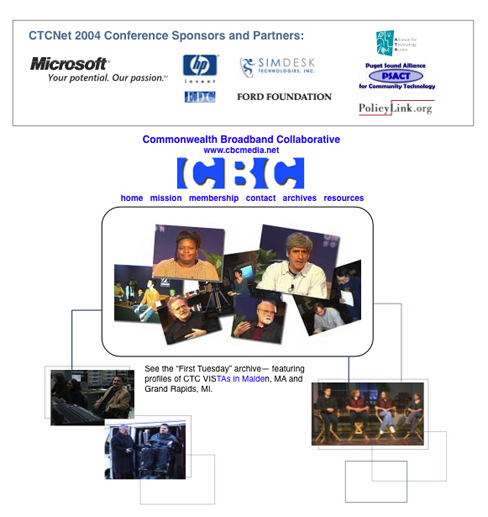 CTCNet 2004 Conference Sponsors and Partners:
Microsoft®
Your potential. Our passion.™
hp
invent
SIMDESK
TECHNOLOGIES, INC.
Alliance for
Technology
Access
EDC
FORD FOUNDATION
Puget Sound Alliance
PSACT
for Community Technology
PolicyLink.org
Commonwealth Broadband Collaborative
www.cbcmedia.net
CBC
home mission membership contact archives resources
See the “First Tuesday” archive— featuring
profiles of CTC VISTAs in Malden, MA and
Grand Rapids, MI.